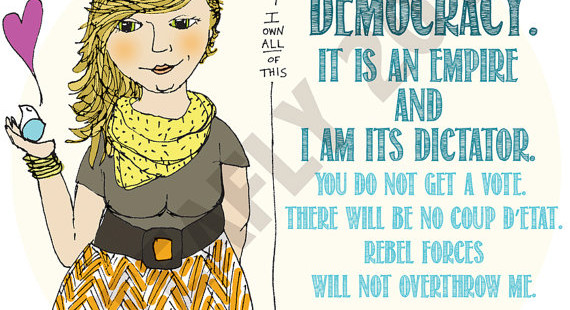 I
OWN
ALL
OF
THIS
DEMOCRACY.
IT IS AN EMPIRE
AND
I AM ITS DICTATOR.
YOU DO NOT GET A VOTE.
THERE WILL BE NO COUP D'ETAT.
REBEL FORCES
WILL NOT OVERTHROW ME.